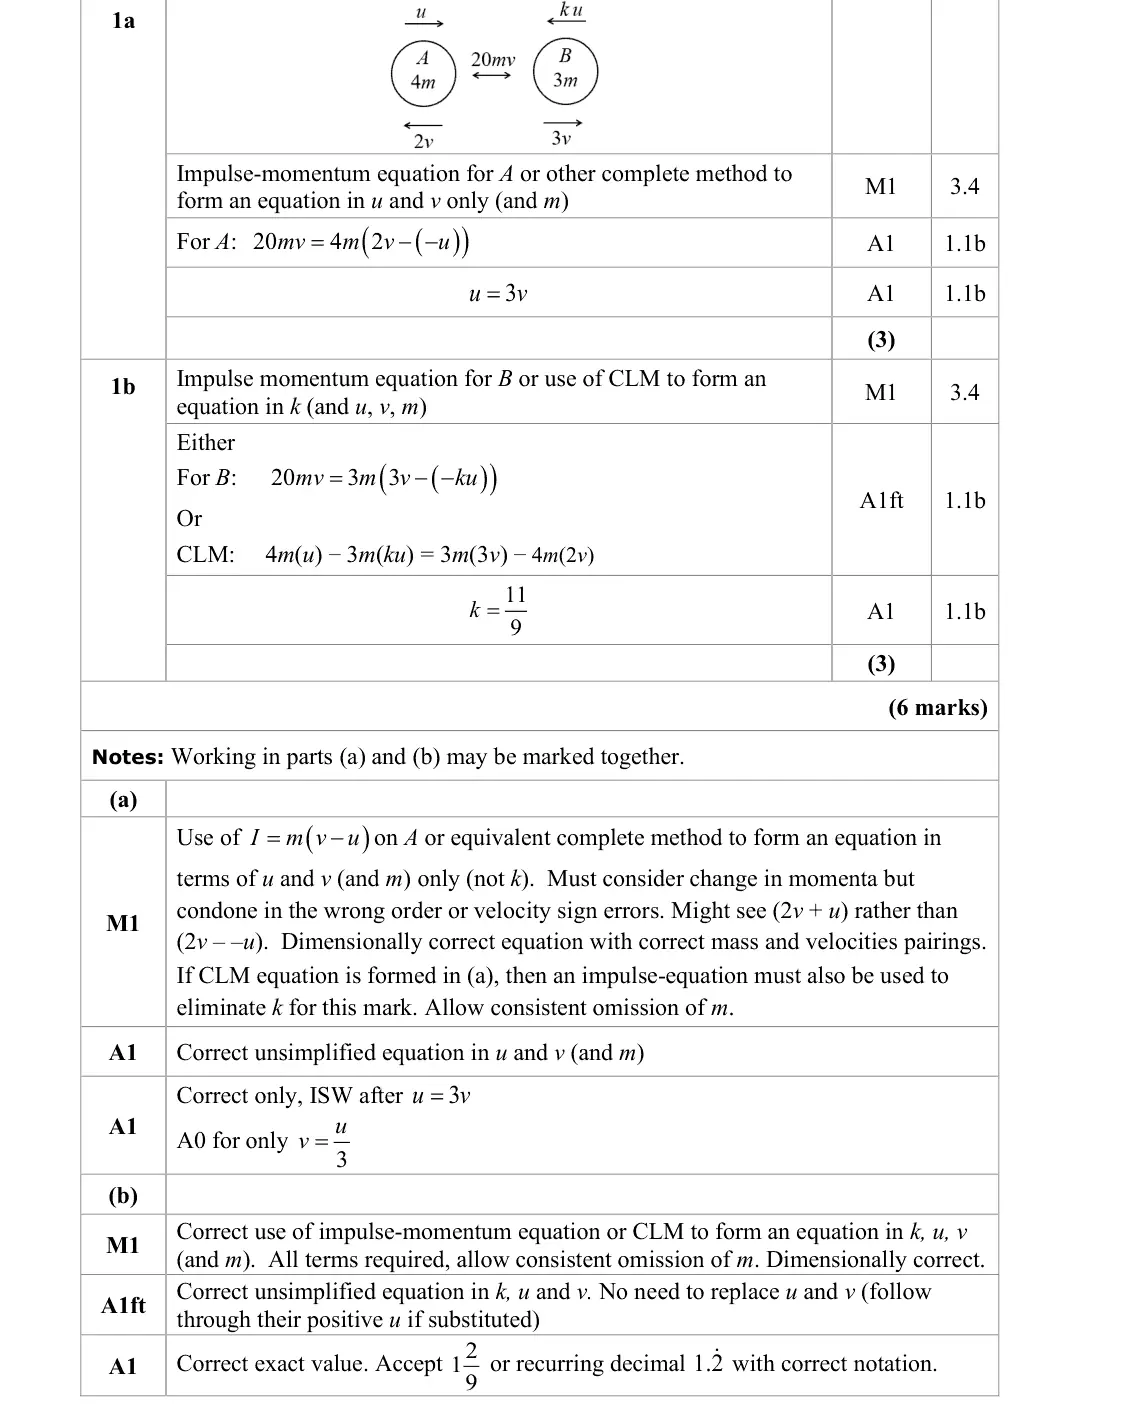 1a
u
ku
A
4m
20mv
B
3m
2v
3v
Impulse-momentum equation for A or other complete method to
form an equation in u and v only (and m)
M1
3.4
For A: 20mv = 4m(2v−(−u))
A1
1.1b
u = 3v
A1
1.1b
(3)
1b
Impulse momentum equation for B or use of CLM to form an
equation in k (and u, v, m)
M1
3.4
Either
For B: 20mv = 3m(3v−(−ku))
Or
CLM: 4m(u) − 3m(ku) = 3m(3v) − 4m(2v)
A1ft
1.1b
k = 11/9
A1
1.1b
(3)
(6 marks)
Notes: Working in parts (a) and (b) may be marked together.
(a)
M1
Use of I = m(v−u) on A or equivalent complete method to form an equation in
terms of u and v (and m) only (not k). Must consider change in momenta but
condone in the wrong order or velocity sign errors. Might see (2v + u) rather than
(2v – –u). Dimensionally correct equation with correct mass and velocities pairings.
If CLM equation is formed in (a), then an impulse-equation must also be used to
eliminate k for this mark. Allow consistent omission of m.
A1
Correct unsimplified equation in u and v (and m)
A1
Correct only, ISW after u = 3v
A0 for only v = u/3
(b)
M1
Correct use of impulse-momentum equation or CLM to form an equation in k, u, v
(and m). All terms required, allow consistent omission of m. Dimensionally correct.
A1ft
Correct unsimplified equation in k, u and v. No need to replace u and v (follow
through their positive u if substituted)
A1
Correct exact value. Accept 1 2/9 or recurring decimal 1.2̇ with correct notation.